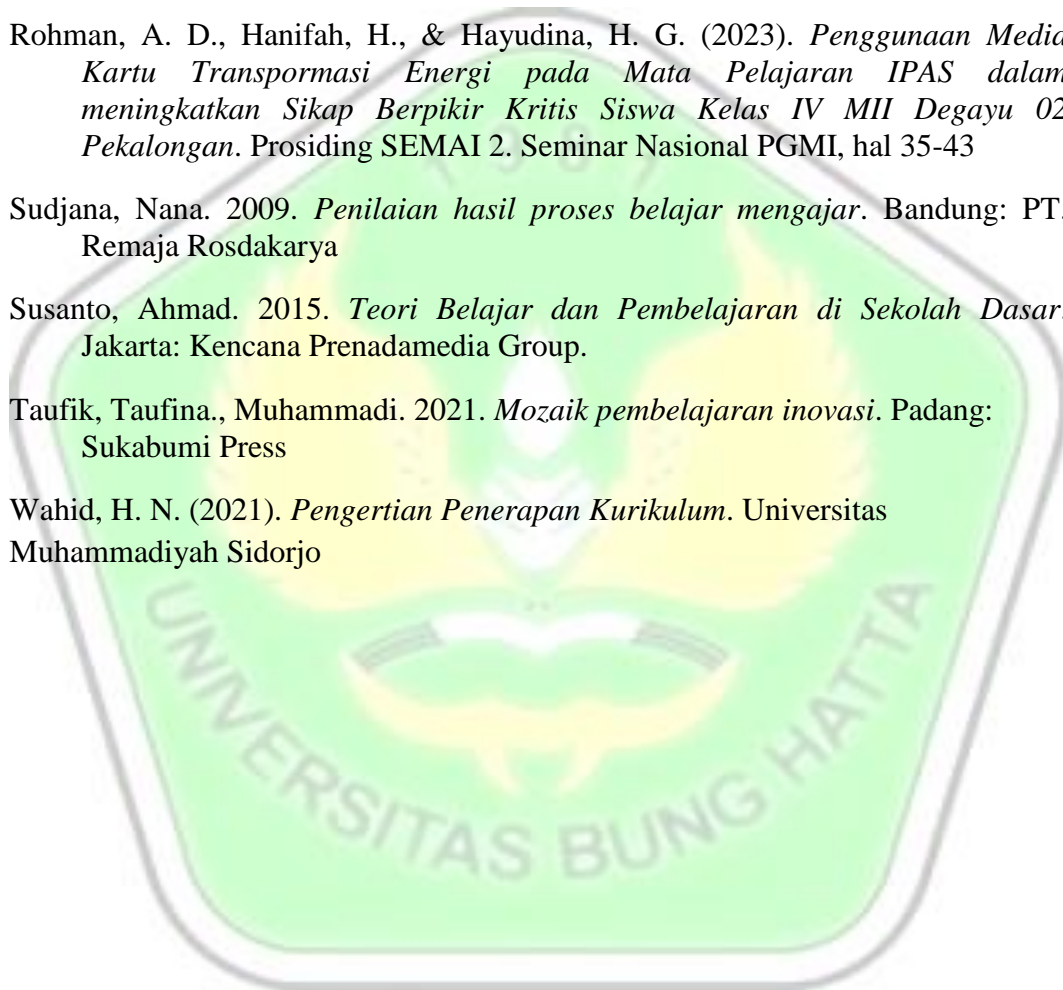 Rohman, A. D., Hanifah, H., & Hayudina, H. G. (2023). Penggunaan Media
Kartu Transpormasi Energi pada Mata Pelajaran IPAS dalam
meningkatkan Sikap Berpikir Kritis Siswa Kelas IV MII Degayu 02
Pekalongan. Prosiding SEMAI 2. Seminar Nasional PGMI, hal 35-43
Sudjana, Nana. 2009. Penilaian hasil proses belajar mengajar. Bandung: PT.
Remaja Rosdakarya
Susanto, Ahmad. 2015. Teori Belajar dan Pembelajaran di Sekolah Dasar.
Jakarta: Kencana Prenadamedia Group.
Taufik, Taufina., Muhammadi. 2021. Mozaik pembelajaran inovasi. Padang:
Sukabumi Press
Wahid, H. N. (2021). Pengertian Penerapan Kurikulum. Universitas
Muhammadiyah Sidorjo
1981
UNIVERSITAS BUNG HATTA